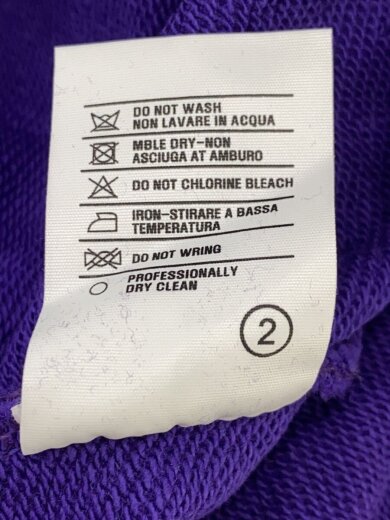 DO NOT WASH
NON LAVARE IN ACQUA
MBLE DRY-NON
ASCIUGA AT AMBURO
DO NOT CHLORINE BLEACH
IRON-STIRARE A BASSA
TEMPERATURA
DO NOT WRING
PROFESSIONALLY
DRY CLEAN
2